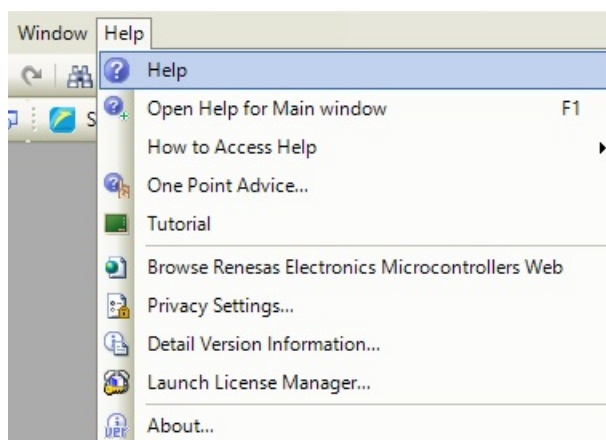 Window Help
Help
Open Help for Main window F1
S
How to Access Help
One Point Advice...
Tutorial
Browse Renesas Electronics Microcontrollers Web
Privacy Settings...
Detail Version Information...
Launch License Manager...
VER
About...